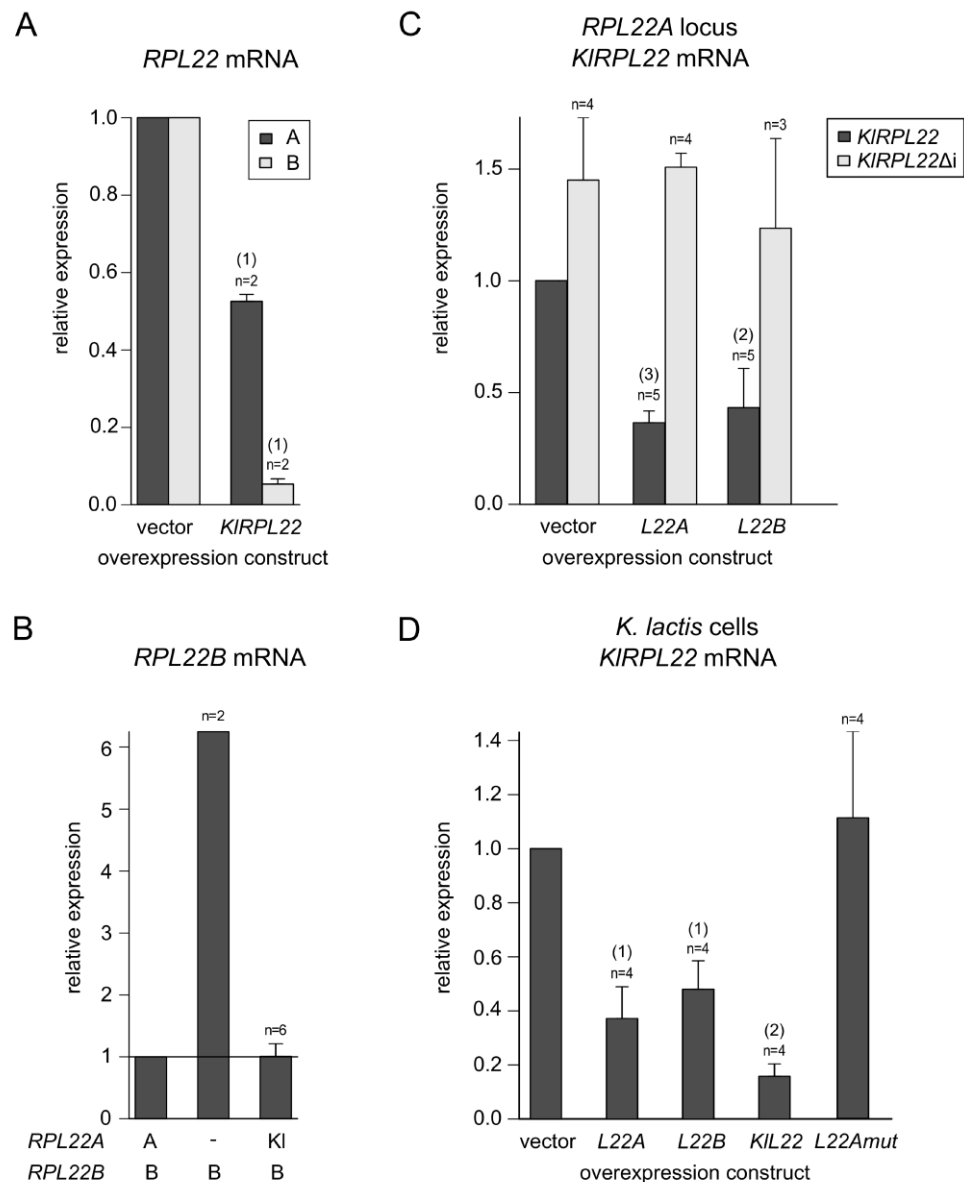 A
RPL22 mRNA
relative expression
1.0
0.8
0.6
0.4
0.2
0.0
A
B
(1)
n=2
(1)
n=2
vector KlRPL22
overexpression construct
C
RPL22A locus
KlRPL22 mRNA
relative expression
1.5
1.0
0.5
0.0
n=4
n=4
n=3
(3)
n=5
(2)
n=5
KlRPL22
KlRPL22Δi
vector L22A L22B
overexpression construct
B
RPL22B mRNA
relative expression
6
5
4
3
2
1
0
n=2
n=6
RPL22A A - Kl
RPL22B B B B
D
K. lactis cells
KlRPL22 mRNA
relative expression
1.4
1.2
1.0
0.8
0.6
0.4
0.2
0.0
n=4
(1)
n=4
(1)
n=4
(2)
n=4
vector L22A L22B KlL22 L22Amut
overexpression construct